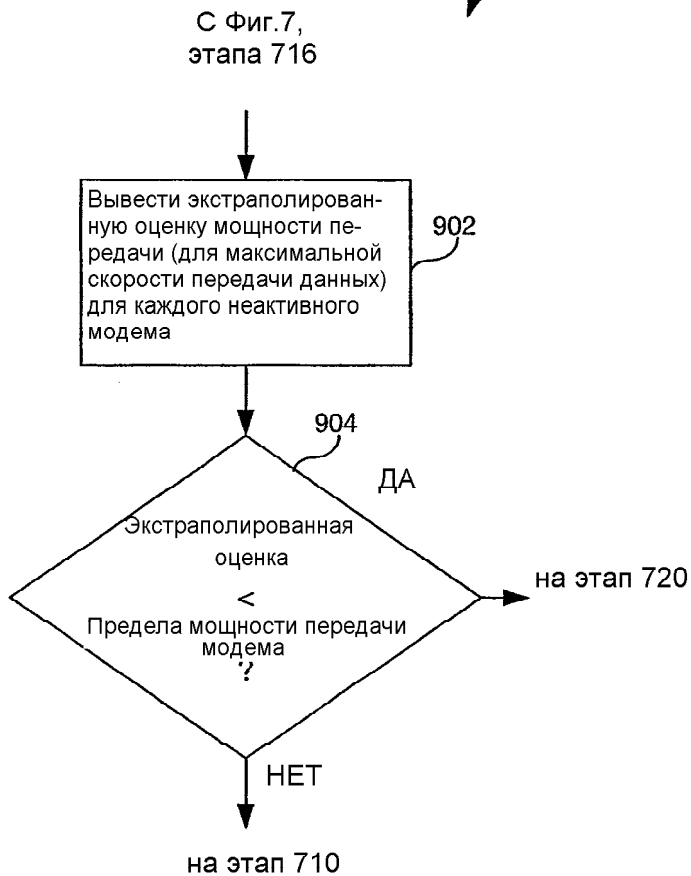 С Фиг.7,
этапа 716
Вывести экстраполирован-
ную оценку мощности пе-
редачи (для максимальной
скорости передачи данных)
для каждого неактивного
модема
902
904
ДА
Экстраполированная
оценка
<
Предела мощности передачи
модема
?
на этап 720
НЕТ
на этап 710